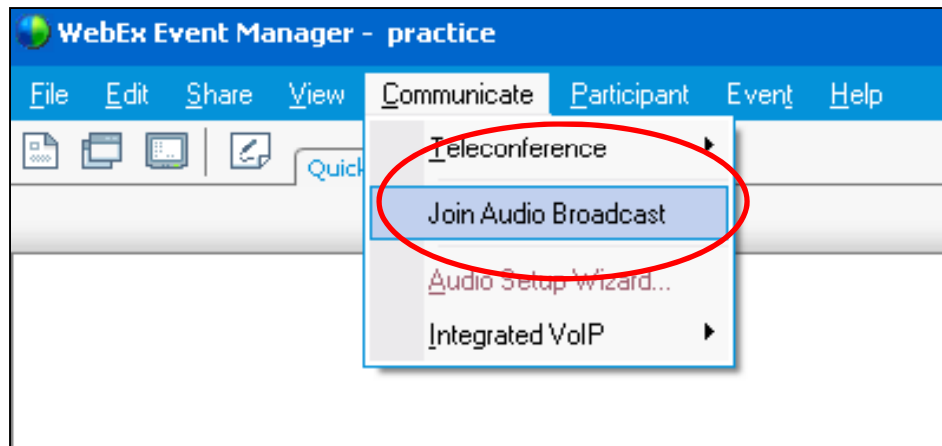 WebEx Event Manager - practice
File Edit Share View Communicate Participant Event Help
Teleconference
Quick
Join Audio Broadcast
Audio Setup Wizard...
Integrated VoIP